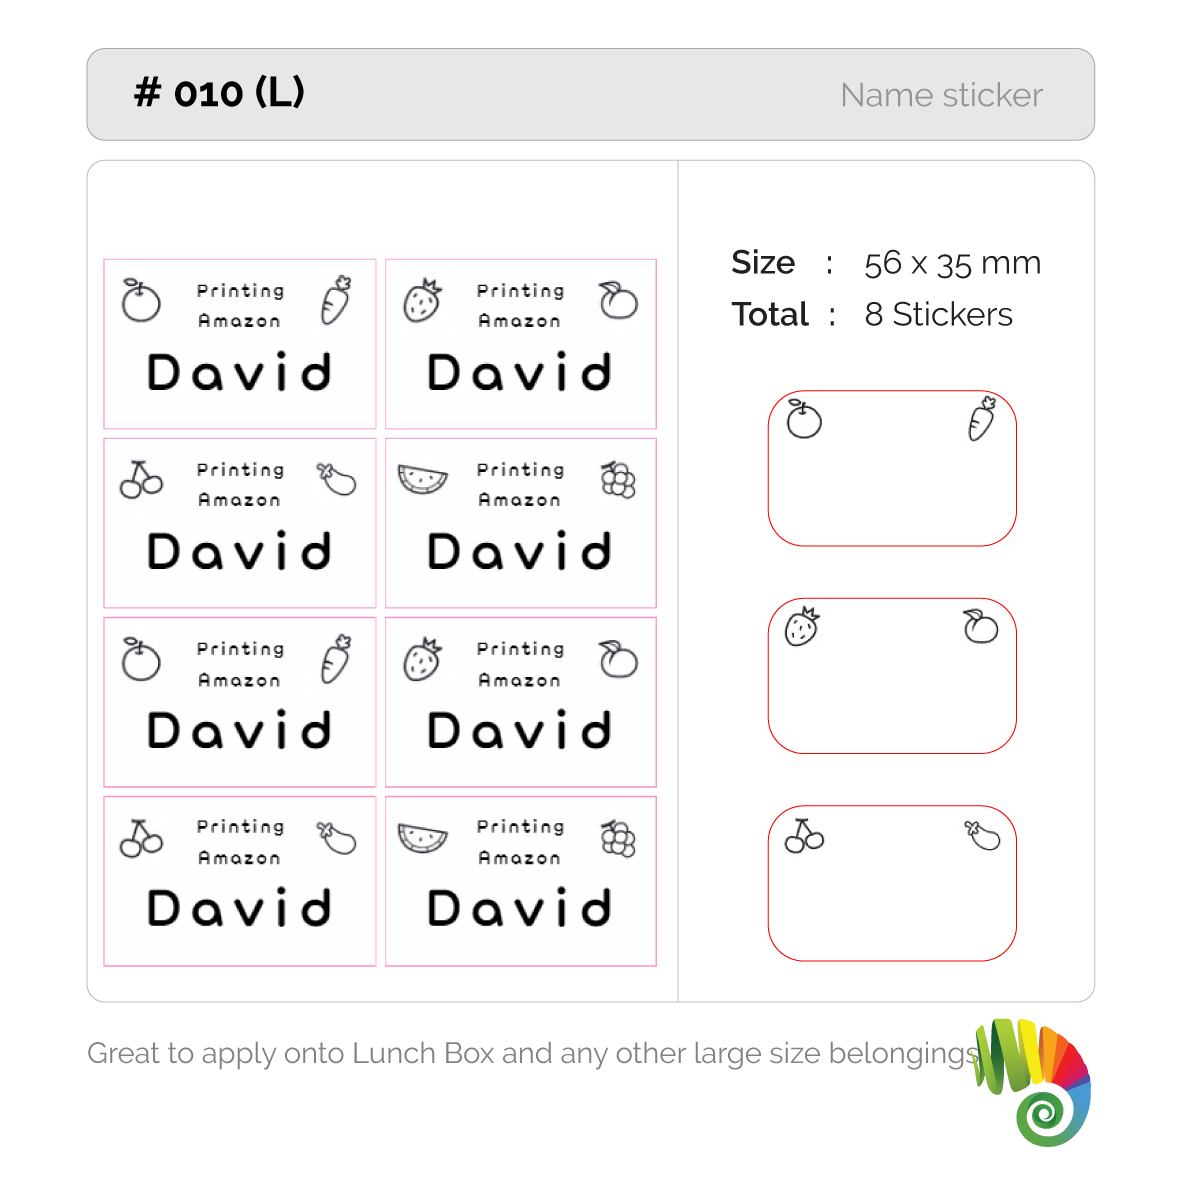 # 010 (L)
Name sticker
Printing
Amazon
David
Printing
Amazon
David
Printing
Amazon
David
Printing
Amazon
David
Printing
Amazon
David
Printing
Amazon
David
Printing
Amazon
David
Printing
Amazon
David
Size : 56 x 35 mm
Total : 8 Stickers
Great to apply onto Lunch Box and any other large size belongings